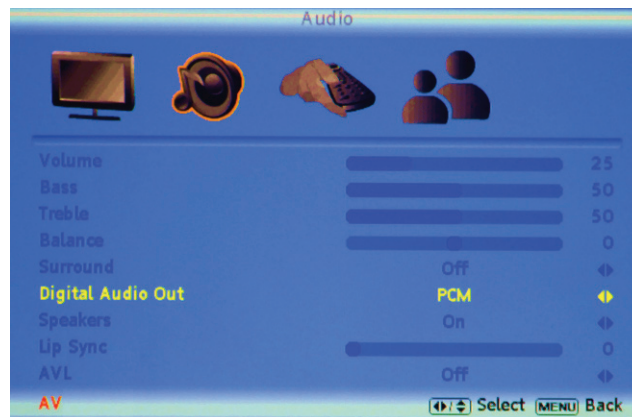 Audio
Volume 25
Bass 50
Treble 50
Balance 0
Surround Off
Digital Audio Out PCM
Speakers On
Lip Sync 0
AVL Off
AV Select MENU Back